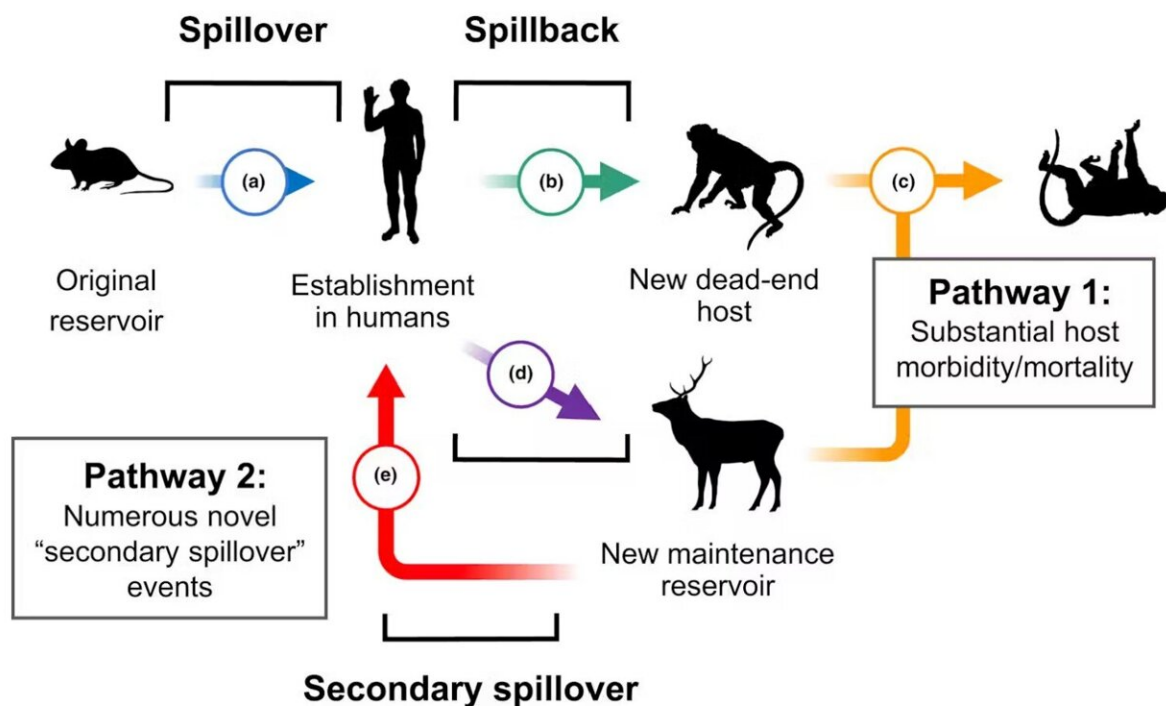 Spillover
Spillback
(a)
(b)
(c)
Original
reservoir
Establishment
in humans
New dead-end
host
Pathway 1:
Substantial host
morbidity/mortality
(d)
(e)
Pathway 2:
Numerous novel
“secondary spillover”
events
New maintenance
reservoir
Secondary spillover